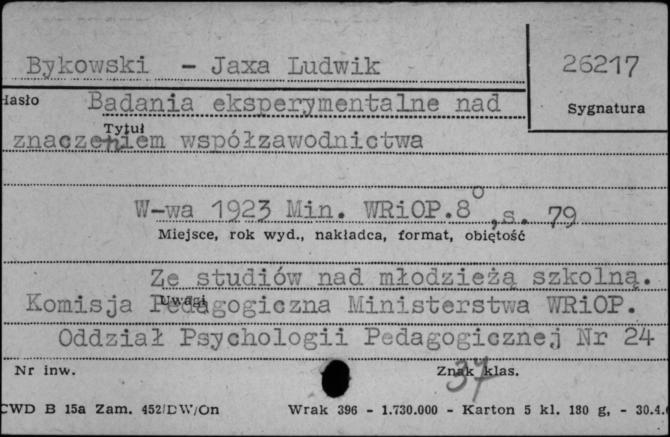 Bykowski - Jaxa Ludwik
26217
Hasło Badania eksperymentalne nad
Sygnatura
Tytuł
znaczeniem współzawodnictwa
W-wa 1923 Min. WRiOP.8°, s. 79
Miejsce, rok wyd., nakładca, format, objętość
Ze studiów nad młodzieżą szkolną.
Uwagi
Komisja Pedagogiczna Ministerstwa WRiOP.
Oddział Psychologii Pedagogicznej Nr 24
Nr inw.
Znak klas.
37
CWD B 15a Zam. 452/DW/On Wrak 396 - 1.730.000 - Karton 5 kl. 180 g, - 30.4.